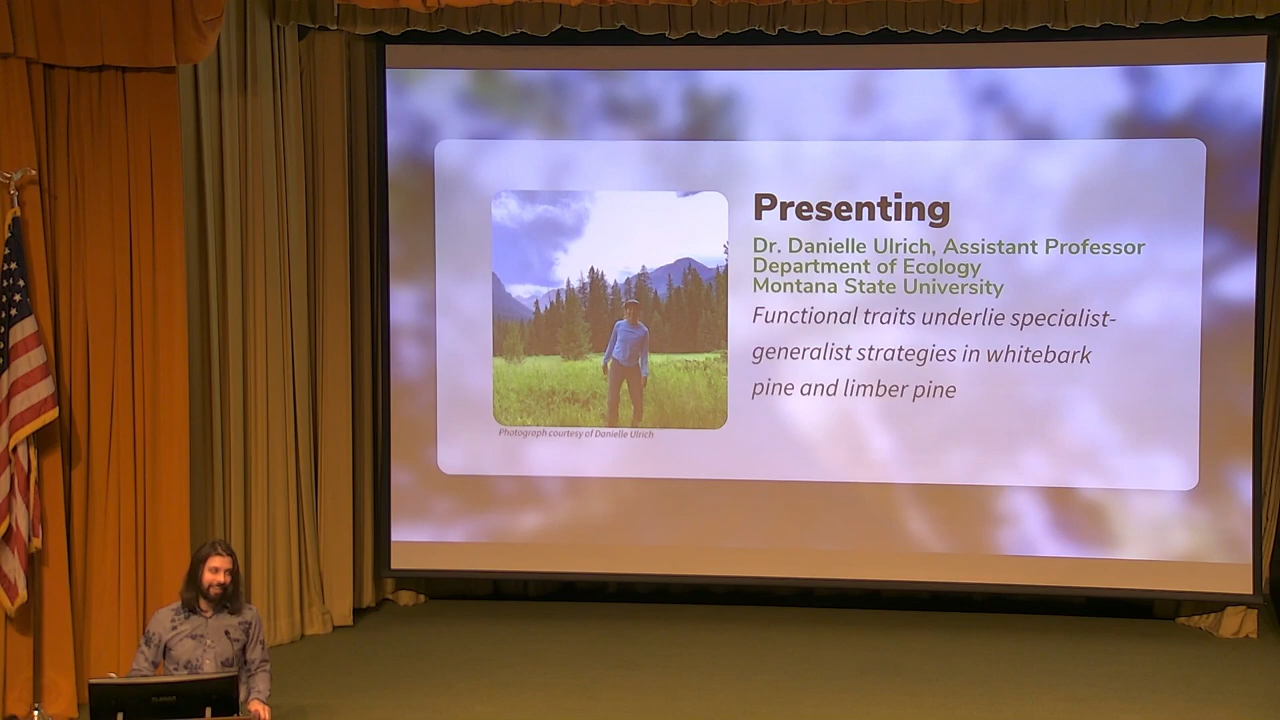 Presenting
Dr. Danielle Ulrich, Assistant Professor
Department of Ecology
Montana State University
Functional traits underlie specialist-
generalist strategies in whitebark
pine and limber pine
Photograph courtesy of Danielle Ulrich